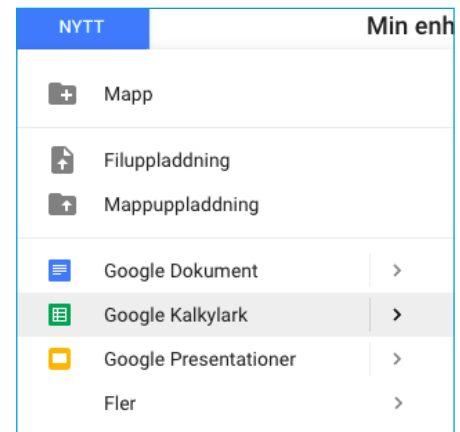 NYTT
Min enh
Mapp
Filuppladdning
Mappuppladdning
Google Dokument
Google Kalkylark
Google Presentationer
Fler